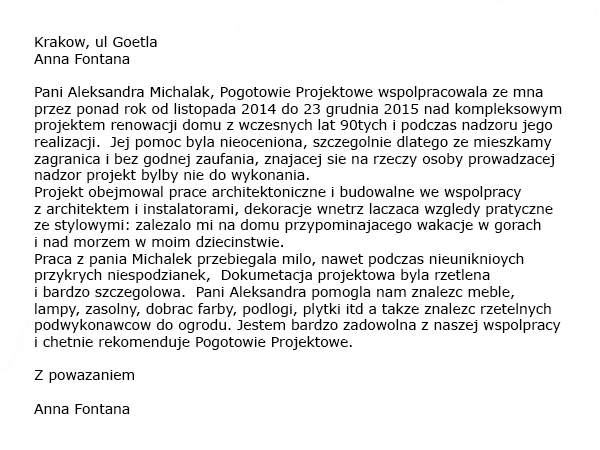 Krakow, ul Goetla
Anna Fontana
Pani Aleksandra Michalak, Pogotowie Projektowe wspolpracowala ze mna
przez ponad rok od listopada 2014 do 23 grudnia 2015 nad kompleksowym
projektem renowacji domu z wczesnych lat 90tych i podczas nadzoru jego
realizacji.  Jej pomoc byla nieoceniona, szczegolnie dlatego ze mieszkamy
zagranica i bez godnej zaufania, znajacej sie na rzeczy osoby prowadzacej
nadzor projekt bylby nie do wykonania.
Projekt obejmowal prace architektoniczne i budowalne we wspolpracy
z architektem i instalatorami, dekoracje wnetrz laczaca wzgledy pratyczne
ze stylowymi: zalezalo mi na domu przypominajacego wakacje w gorach
i nad morzem w moim dziecinstwie.
Praca z pania Michalek przebiegala milo, nawet podczas nieuniknioych
przykrych niespodzianek,  Dokumetacja projektowa byla rzetlena
i bardzo szczegolowa.  Pani Aleksandra pomogla nam znalezc meble,
lampy, zasolny, dobrac farby, podlogi, plytki itd a takze znalezc rzetelnych
podwykonawcow do ogrodu. Jestem bardzo zadowolna z naszej wspolpracy
i chetnie rekomenduje Pogotowie Projektowe.
Z powazaniem
Anna Fontana